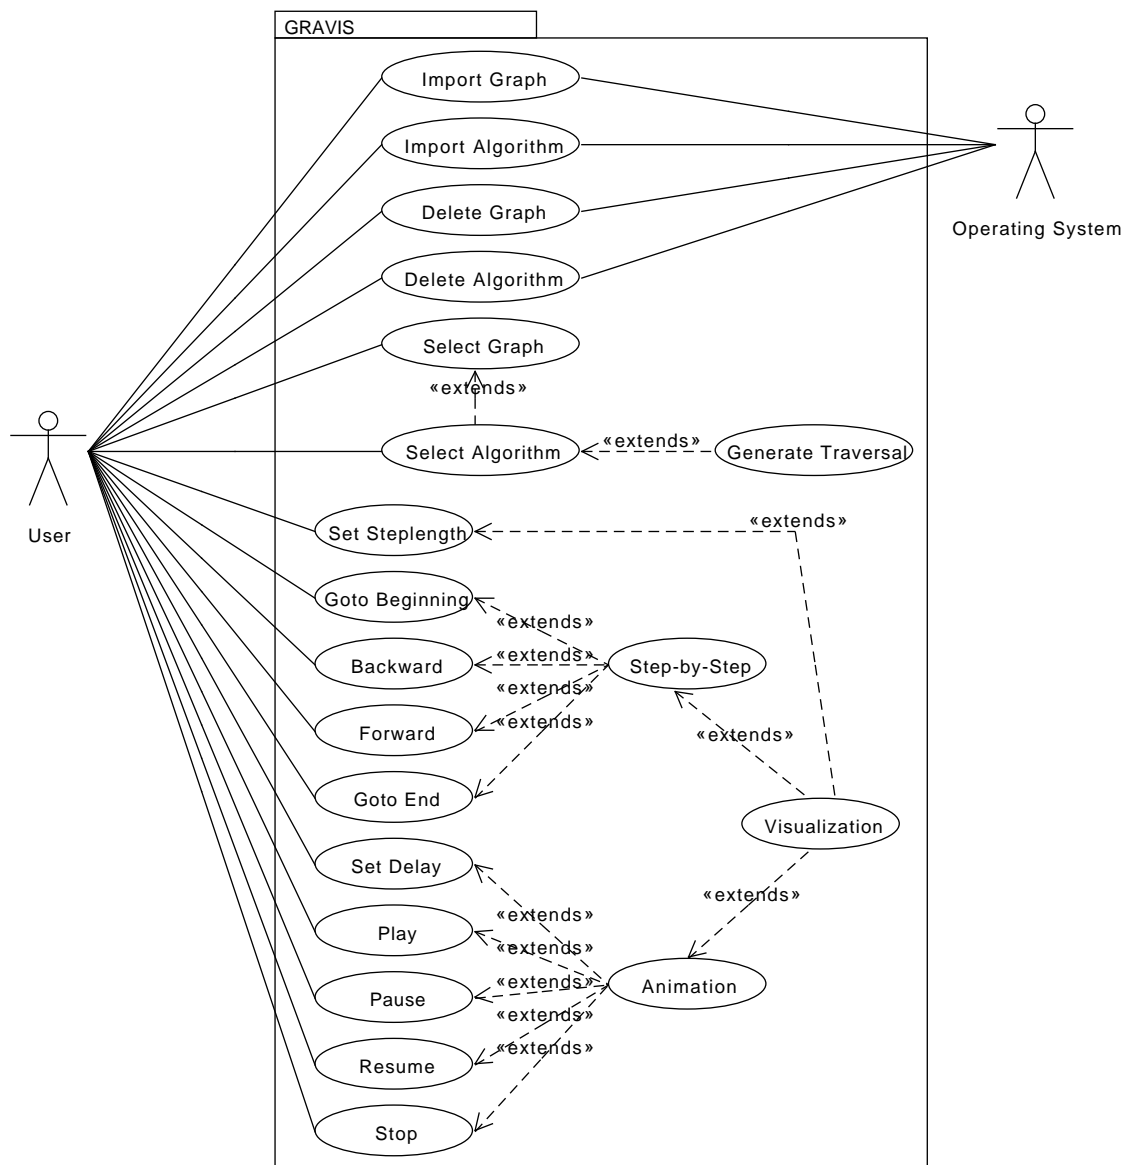 GRAVIS
Import Graph
Import Algorithm
Delete Graph
Operating System
Delete Algorithm
Select Graph
«extends»
Select Algorithm
«extends»
Generate Traversal
User
Set Steplength
«extends»
Goto Beginning
«extends»
Backward
«extends»
Step-by-Step
«extends»
Forward
«extends»
«extends»
Goto End
Visualization
Set Delay
«extends»
«extends»
Play
«extends»
Pause
«extends»
Animation
«extends»
Resume
«extends»
Stop